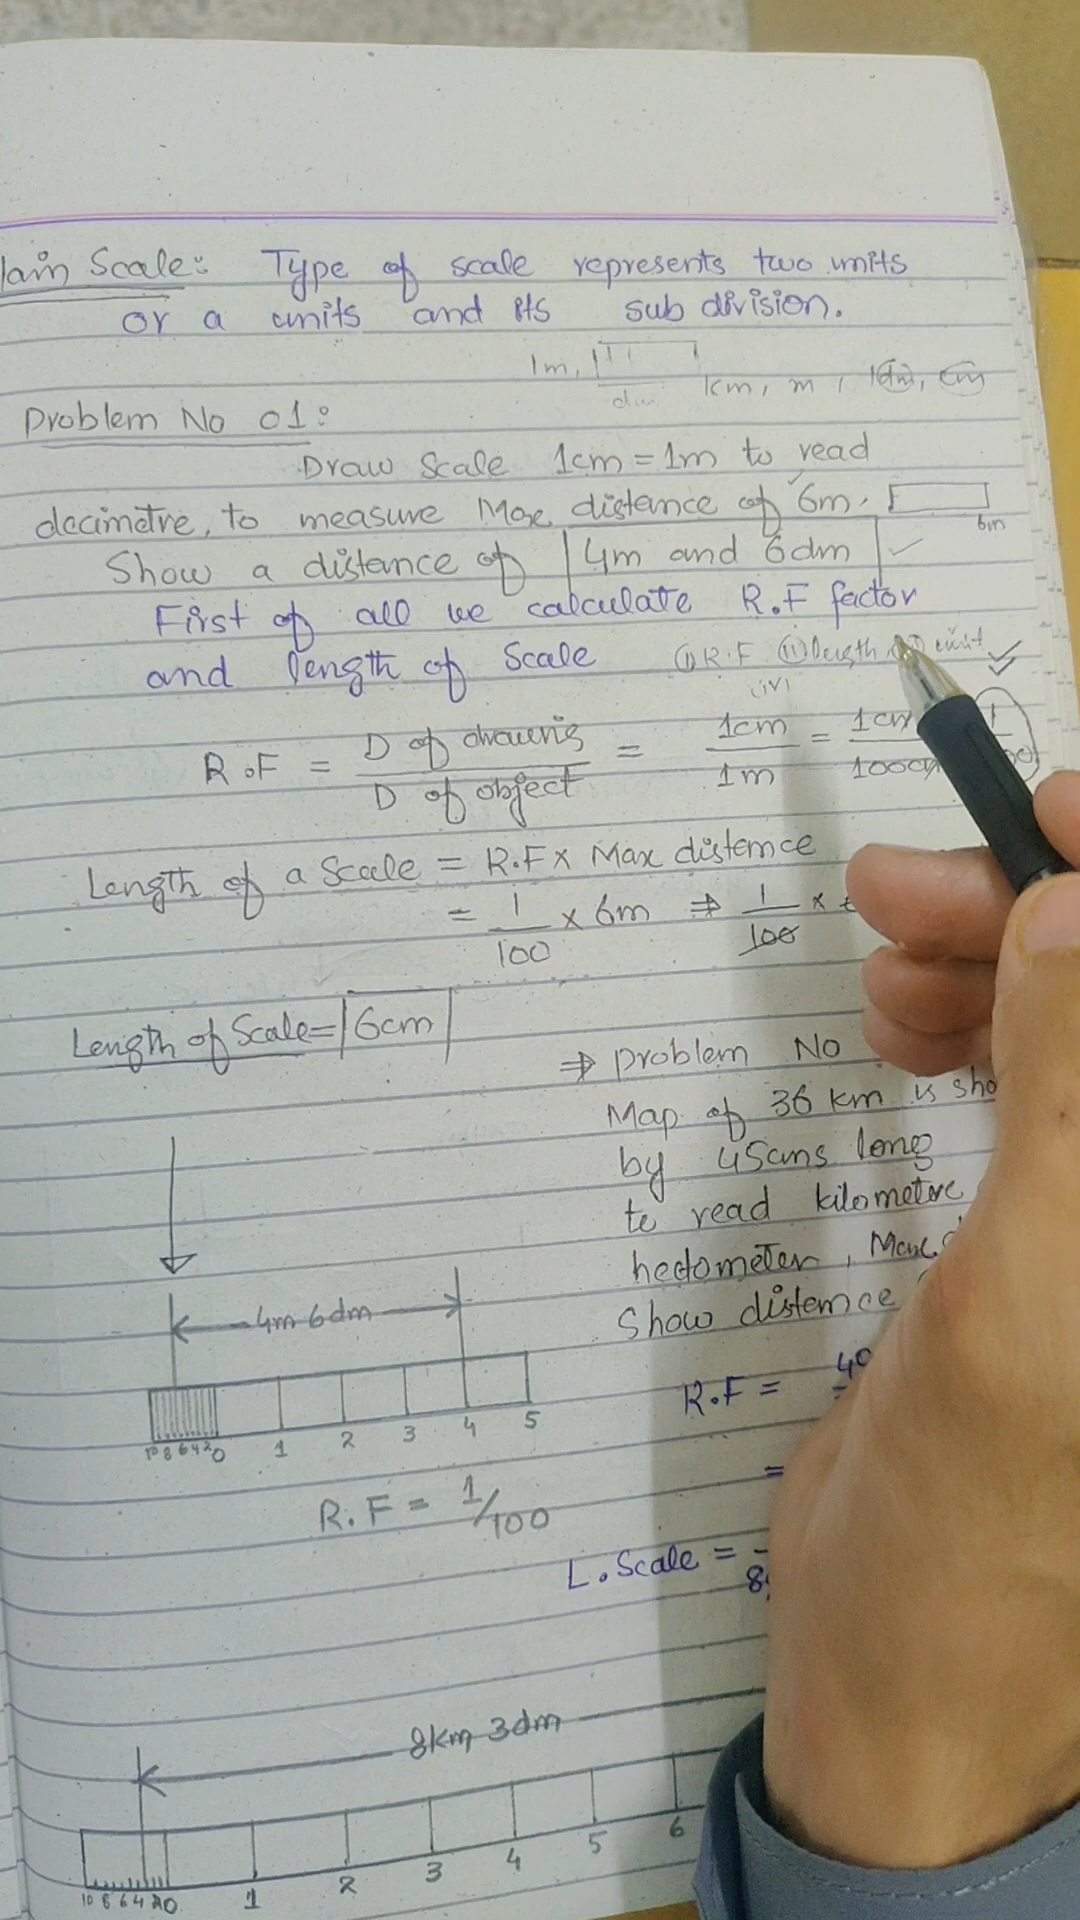 lain Scale: Type of scale represents two units
or a units and its sub division.
1m,
dm
km, m,
Problem No 01:
Draw Scale 1cm = 1m to read
decimetre, to measure Max distance of 6m.
6m
Show a distance of 4m and 6dm
First of all we calculate R.F factor
and length of Scale (i) R.F (ii) length unit
(iv)
R.F = D of drawing / D of object = 1cm / 1m = 1cm / 100cm
Length of a Scale = R.F x Max distance
= 1/100 x 6m ⇒ 1/100 x
Length of Scale = 6cm
⇒ Problem No
Map of 36 km is sho
by 45cms long
to read kilometre
hectometer, Max.
Show distance
4m 6dm
10 8 6 4 2 0 1 2 3 4 5
R.F = 1/100
R.F =
=
L. Scale =
8km 3dm
10 8 6 4 2 0 1 2 3 4 5 6